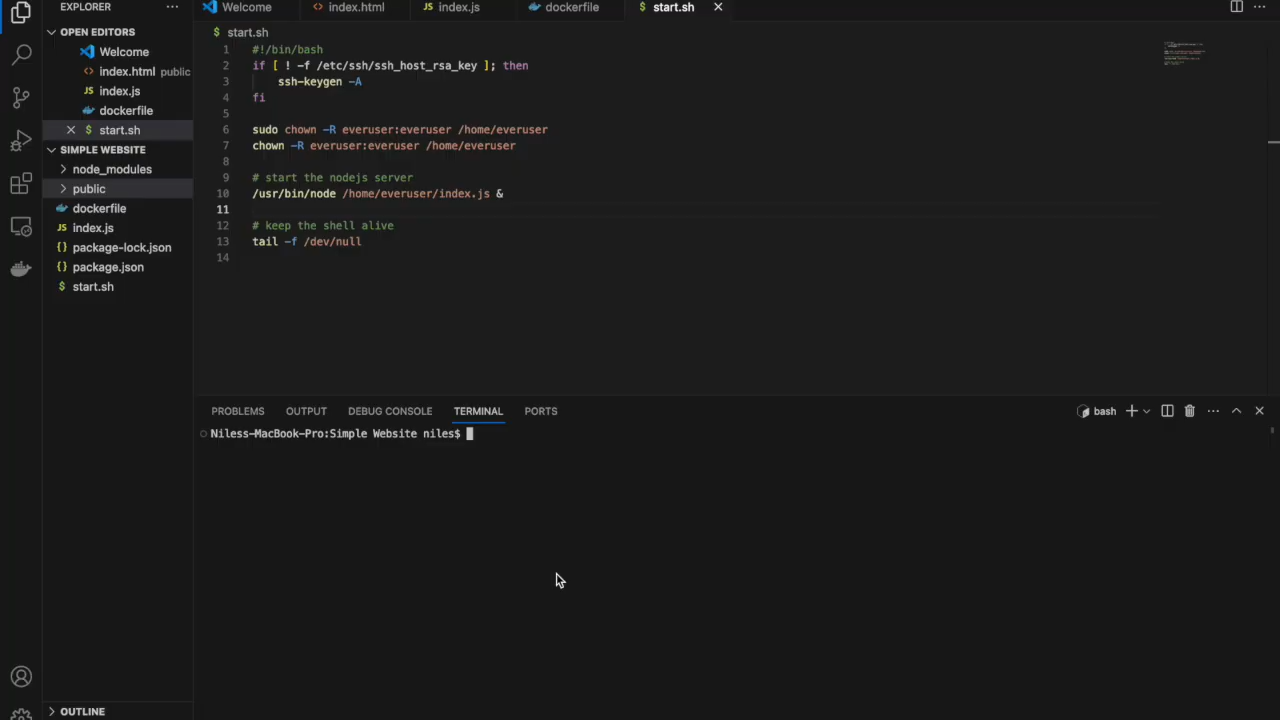 EXPLORER
OPEN EDITORS
Welcome
index.html public
index.js
dockerfile
start.sh
SIMPLE WEBSITE
node_modules
public
dockerfile
index.js
package-lock.json
package.json
start.sh
OUTLINE
Welcome
index.html
index.js
dockerfile
start.sh
start.sh
1 #!/bin/bash
2 if [ ! -f /etc/ssh/ssh_host_rsa_key ]; then
3 ssh-keygen -A
4 fi
5
6 sudo chown -R everuser:everuser /home/everuser
7 chown -R everuser:everuser /home/everuser
8
9 # start the nodejs server
10 /usr/bin/node /home/everuser/index.js &
11
12 # keep the shell alive
13 tail -f /dev/null
14
PROBLEMS OUTPUT DEBUG CONSOLE TERMINAL PORTS
bash
Niless-MacBook-Pro:Simple Website niles$